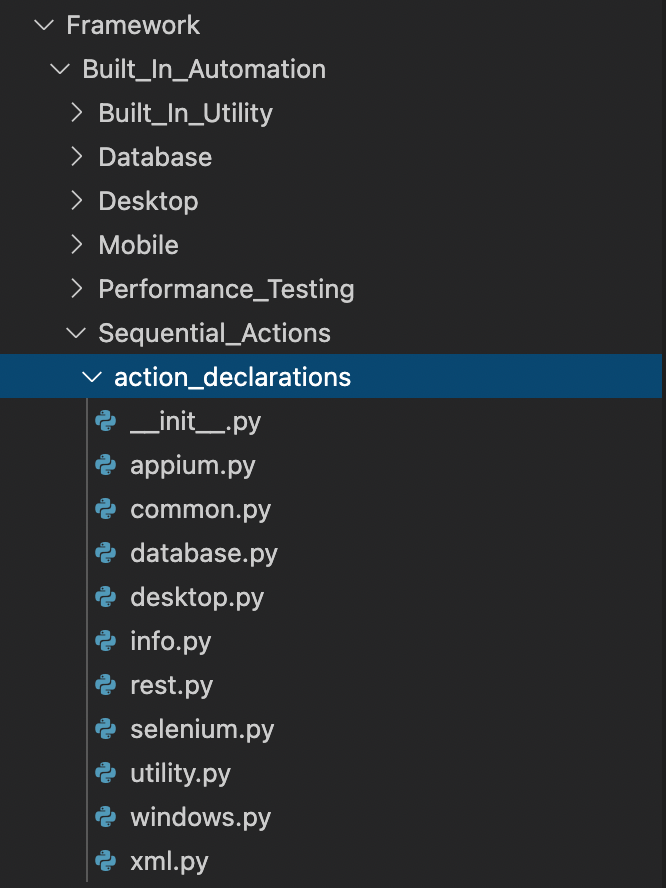 Framework
Built_In_Automation
Built_In_Utility
Database
Desktop
Mobile
Performance_Testing
Sequential_Actions
action_declarations
__init__.py
appium.py
common.py
database.py
desktop.py
info.py
rest.py
selenium.py
utility.py
windows.py
xml.py